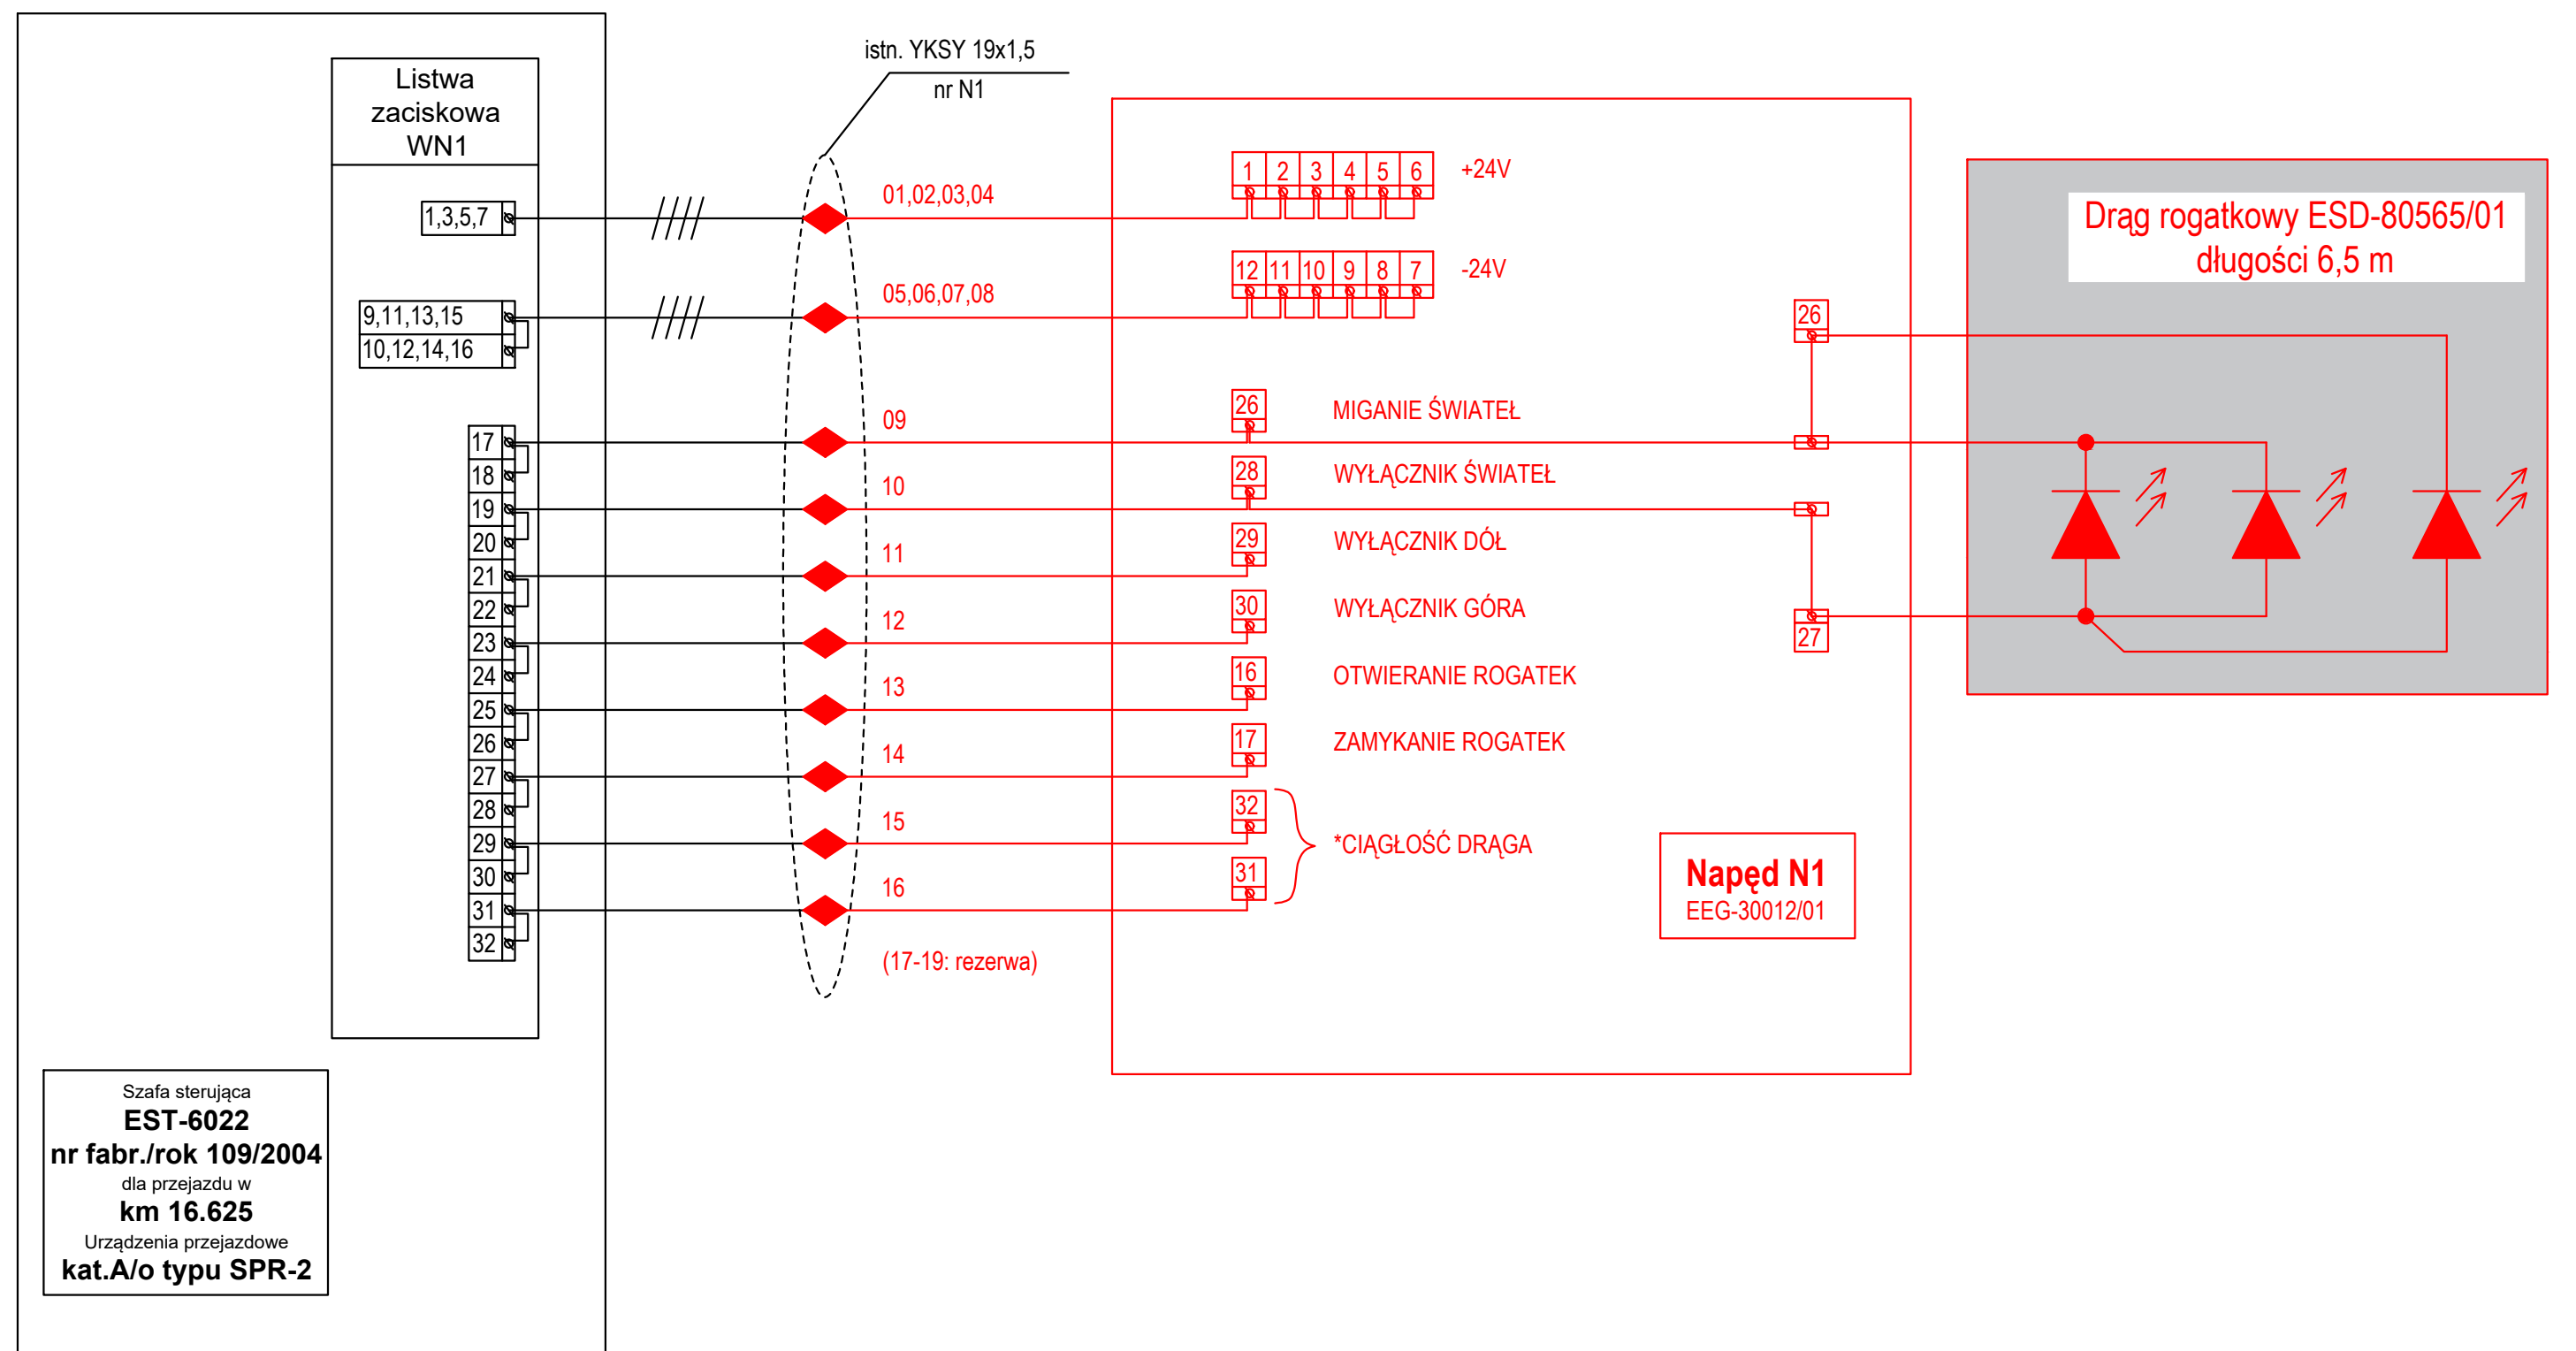 istn. YKSY 19x1,5
nr N1
Listwa
zaciskowa
WN1
1,3,5,7
9,11,13,15
10,12,14,16
17
18
19
20
21
22
23
24
25
26
27
28
29
30
31
32
01,02,03,04
05,06,07,08
09
10
11
12
13
14
15
16
(17-19: rezerwa)
1 2 3 4 5 6 +24V
12 11 10 9 8 7 -24V
26 MIGANIE ŚWIATEŁ
28 WYŁĄCZNIK ŚWIATEŁ
29 WYŁĄCZNIK DÓŁ
30 WYŁĄCZNIK GÓRA
16 OTWIERANIE ROGATEK
17 ZAMYKANIE ROGATEK
32
*CIĄGŁOŚĆ DRĄGA
31
26
27
Napęd N1
EEG-30012/01
Drąg rogatkowy ESD-80565/01
długości 6,5 m
Szafa sterująca
EST-6022
nr fabr./rok 109/2004
dla przejazdu w
km 16.625
Urządzenia przejazdowe
kat.A/o typu SPR-2